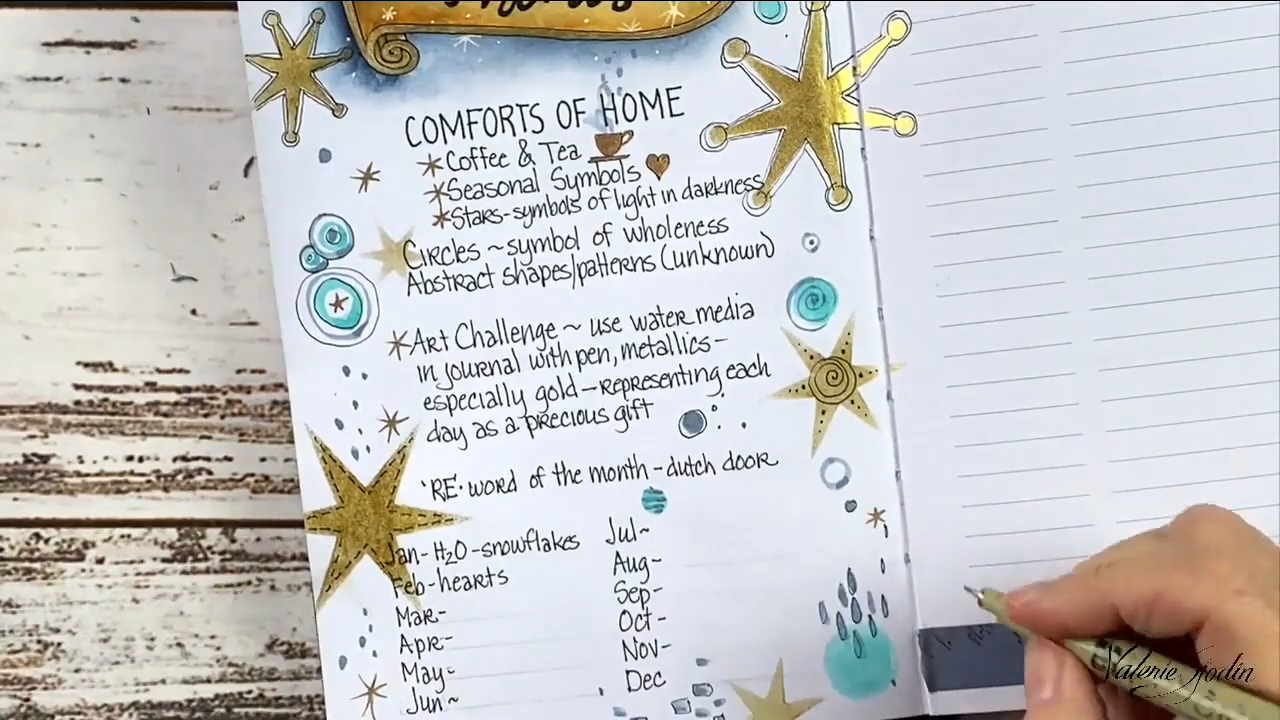 COMFORTS OF HOME
*Coffee & Tea
*Seasonal Symbols
*Stars-symbols of light in darkness
Circles ~ symbol of wholeness
Abstract shapes/patterns (unknown)
*Art Challenge ~ use water media
in journal with pen, metallics-
especially gold - representing each
day as a precious gift
'RE' word of the month - dutch door
Jan-H₂O-snowflakes
Feb-hearts
Mar-
Apr-
May-
Jun~
Jul~
Aug-
Sep-
Oct-
Nov-
Dec
Valerie Sjodin